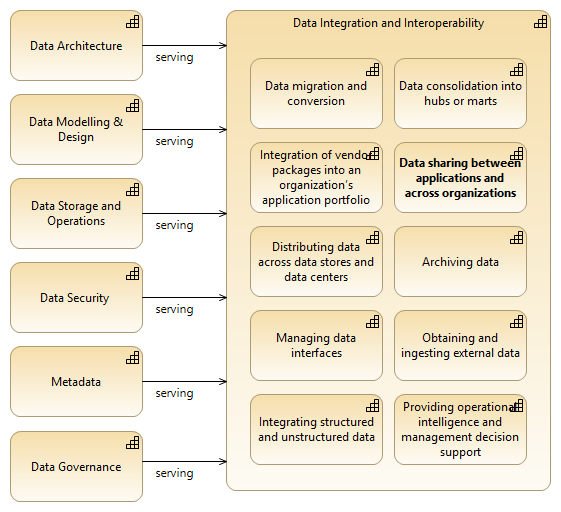 Data Architecture
serving
Data Modelling &
Design
serving
Data Storage and
Operations
serving
Data Security
serving
Metadata
serving
Data Governance
serving
Data Integration and Interoperability
Data migration and
conversion
Data consolidation into
hubs or marts
Integration of vendor
packages into an
organization's
application portfolio
Data sharing between
applications and
across organizations
Distributing data
across data stores and
data centers
Archiving data
Managing data
interfaces
Obtaining and
ingesting external data
Integrating structured
and unstructured data
Providing operational
intelligence and
management decision
support